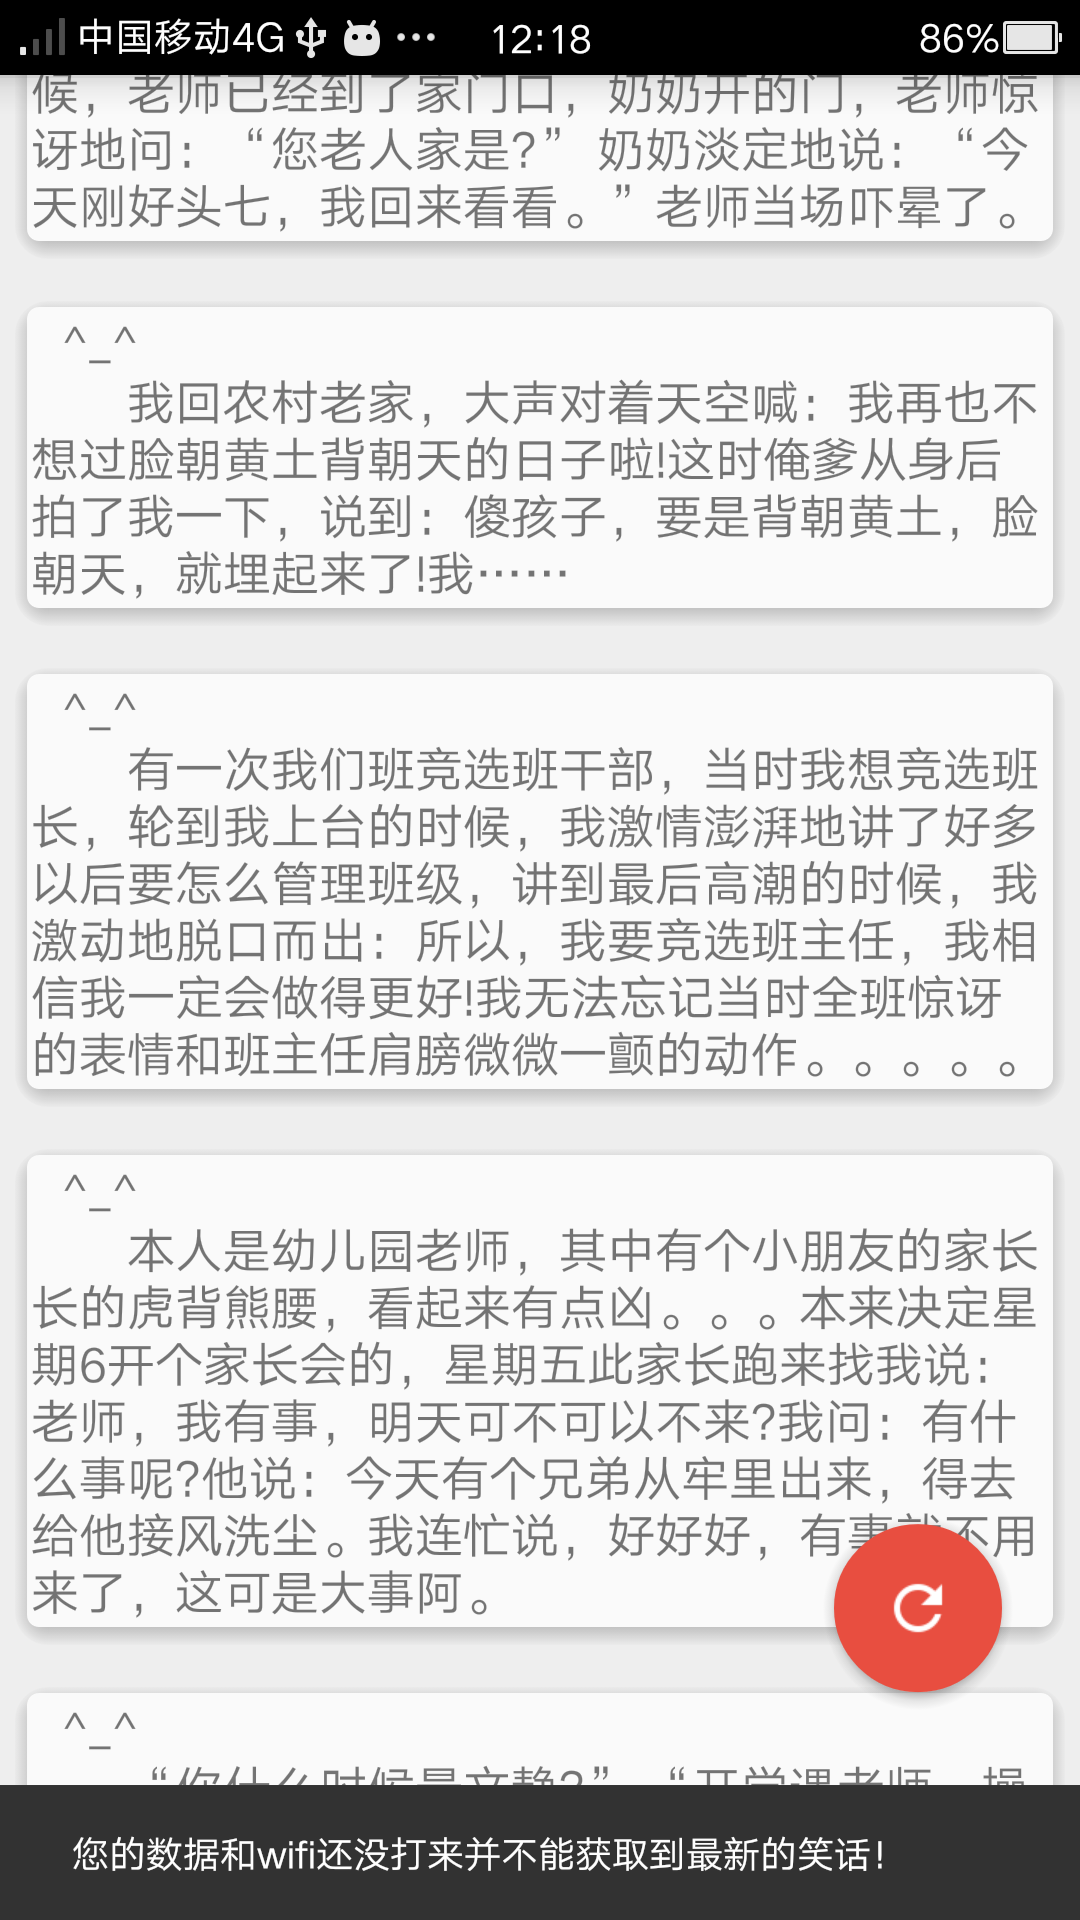 中国移动4G ••• 12:18 86%
候，老师已经到了家门口，奶奶开的门，老师惊
讶地问：“您老人家是?”奶奶淡定地说：“今
天刚好头七，我回来看看。”老师当场吓晕了。
^_^
我回农村老家，大声对着天空喊：我再也不
想过脸朝黄土背朝天的日子啦!这时俺爹从身后
拍了我一下，说到：傻孩子，要是背朝黄土，脸
朝天，就埋起来了!我……
^_^
有一次我们班竞选班干部，当时我想竞选班
长，轮到我上台的时候，我激情澎湃地讲了好多
以后要怎么管理班级，讲到最后高潮的时候，我
激动地脱口而出：所以，我要竞选班主任，我相
信我一定会做得更好!我无法忘记当时全班惊讶
的表情和班主任肩膀微微一颤的动作。。。。。
^_^
本人是幼儿园老师，其中有个小朋友的家长
长的虎背熊腰，看起来有点凶。。。本来决定星
期6开个家长会的，星期五此家长跑来找我说：
老师，我有事，明天可不可以不来?我问：有什
么事呢?他说：今天有个兄弟从牢里出来，得去
给他接风洗尘。我连忙说，好好好，有事就不用
来了，这可是大事阿。
^_^
“你什么时候最文静?”“开学遇老师，操
您的数据和wifi还没打来并不能获取到最新的笑话！